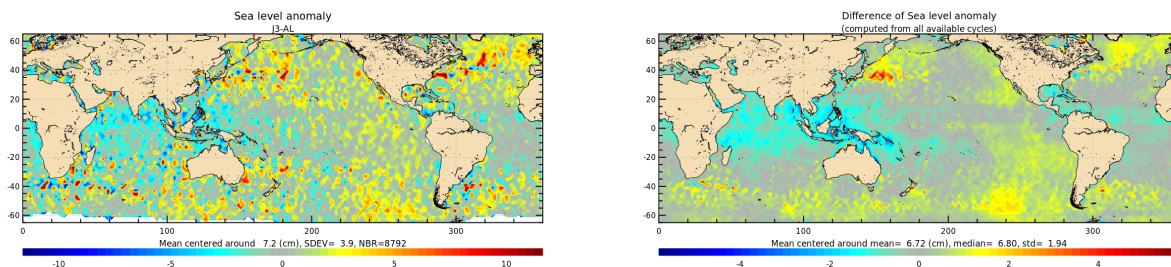 Sea level anomaly
J3-AL
60
40
20
0
-20
-40
-60
0 100 200 300
Mean centered around 7.2 (cm), SDEV= 3.9, NBR=8792
-10 -5 0 5 10
Difference of Sea level anomaly
(computed from all available cycles)
60
40
20
0
-20
-40
-60
0 100 200 300
Mean centered around mean= 6.72 (cm), median= 6.80, std= 1.94
-4 -2 0 2 4